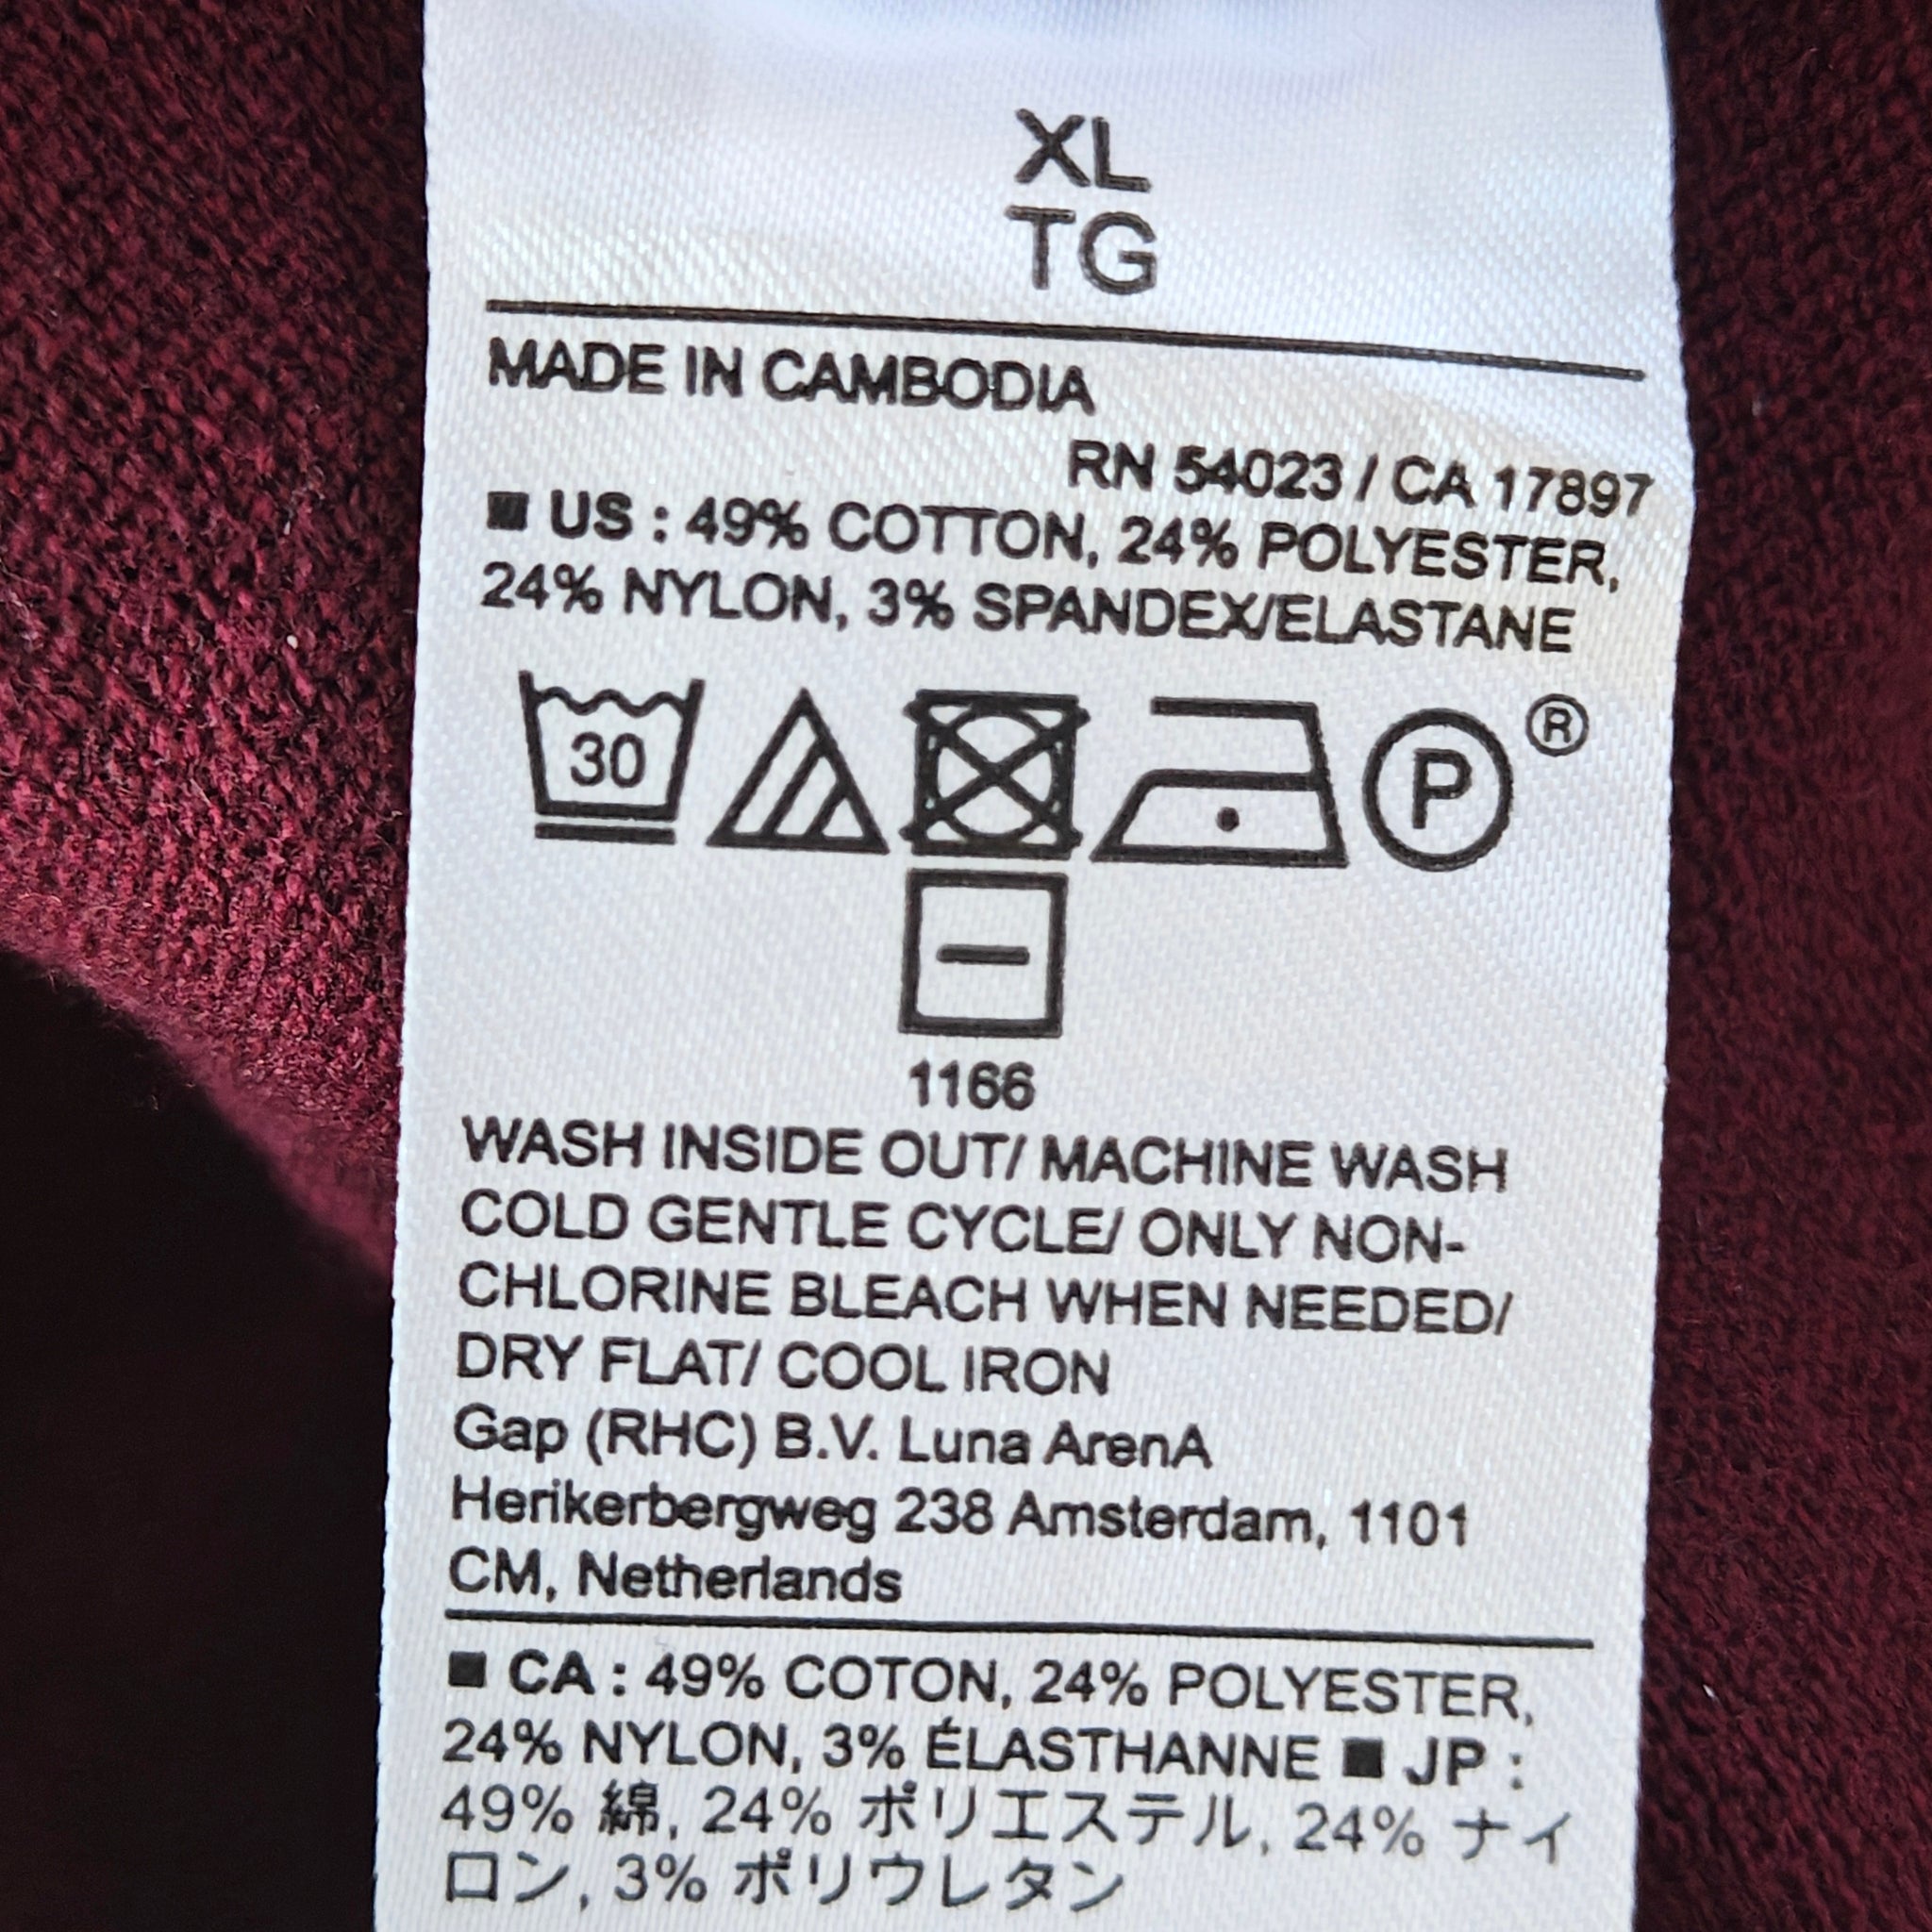 XL
TG
MADE IN CAMBODIA
RN 54023 / CA 17897
■ US : 49% COTTON, 24% POLYESTER,
24% NYLON, 3% SPANDEX/ELASTANE
30 P ®
1166
WASH INSIDE OUT/ MACHINE WASH
COLD GENTLE CYCLE/ ONLY NON-
CHLORINE BLEACH WHEN NEEDED/
DRY FLAT/ COOL IRON
Gap (RHC) B.V. Luna ArenA
Herikerbergweg 238 Amsterdam, 1101
CM, Netherlands
■ CA : 49% COTON, 24% POLYESTER,
24% NYLON, 3% ÉLASTHANNE ■ JP :
49% 綿, 24% ポリエステル, 24% ナイ
ロン, 3% ポリウレタン